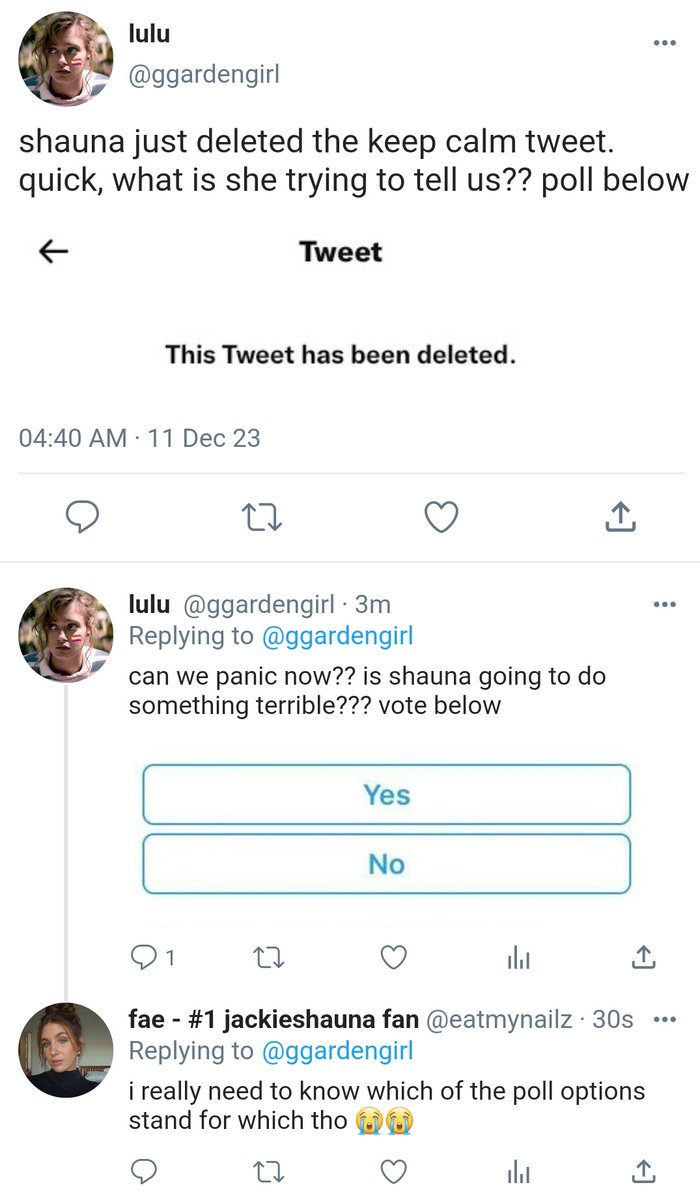 lulu
@ggardengirl
shauna just deleted the keep calm tweet.
quick, what is she trying to tell us?? poll below
Tweet
This Tweet has been deleted.
04:40 AM · 11 Dec 23
lulu @ggardengirl · 3m
Replying to @ggardengirl
can we panic now?? is shauna going to do
something terrible??? vote below
Yes
No
1
fae - #1 jackieshauna fan @eatmynailz · 30s
Replying to @ggardengirl
i really need to know which of the poll options
stand for which tho 😭😭